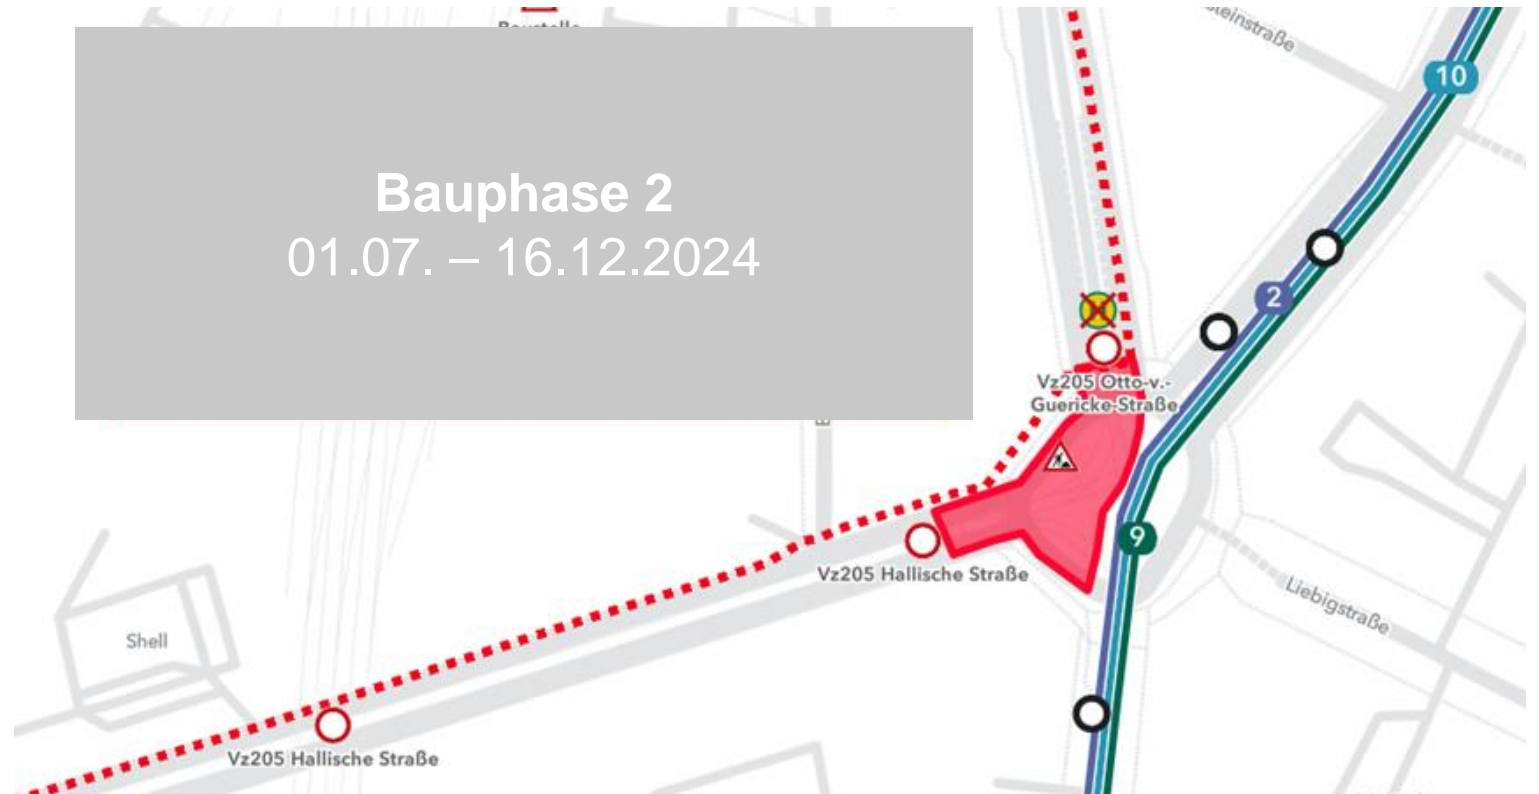 Baustelle
Bauphase 2
01.07. – 16.12.2024
10
2
Vz205 Otto-v.-
Guericke-Straße
9
Vz205 Hallische Straße
Liebigstraße
Shell
Vz205 Hallische Straße